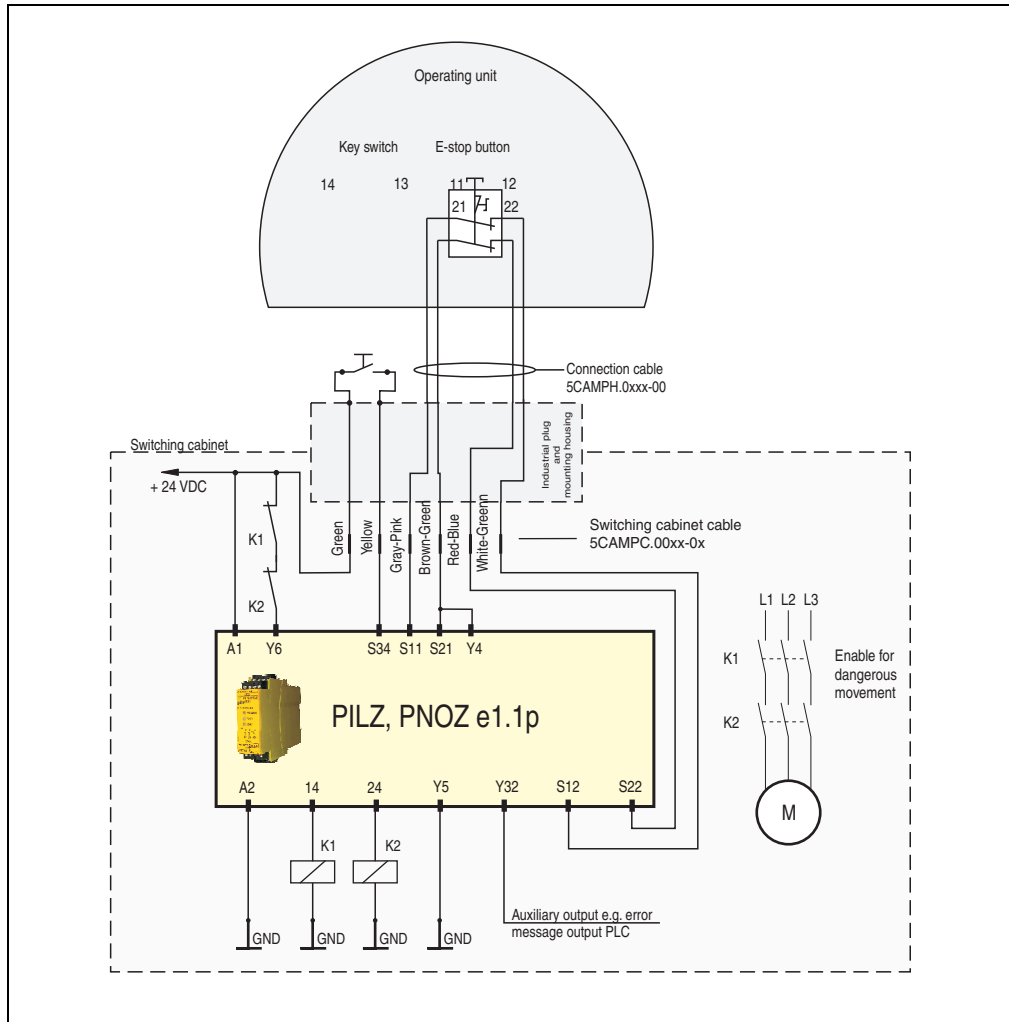 Operating unit
Key switch
E-stop button
14
13
11
12
21
22
Connection cable
5CAMPH.0xxx-00
Industrial plug
and
mounting housing
Switching cabinet
+ 24 VDC
Green
Yellow
Gray-Pink
Brown-Green
Red-Blue
White-Greenn
Switching cabinet cable
5CAMPC.00xx-0x
K1
K2
A1
Y6
S34
S11
S21
Y4
PILZ, PNOZ e1.1p
A2
14
24
Y5
Y32
S12
S22
K1
K2
GND
GND
GND
GND
Auxiliary output e.g. error
message output PLC
L1
L2
L3
K1
K2
Enable for
dangerous
movement
M